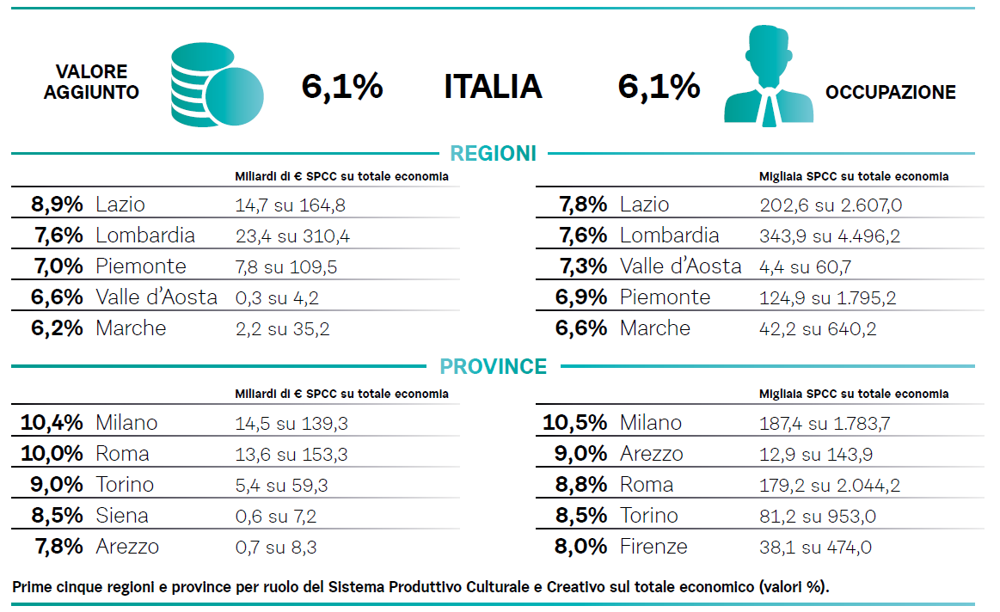 VALORE
AGGIUNTO
6,1%
ITALIA
6,1%
OCCUPAZIONE
REGIONI
Miliardi di € SPCC su totale economia
8,9% Lazio 14,7 su 164,8
7,6% Lombardia 23,4 su 310,4
7,0% Piemonte 7,8 su 109,5
6,6% Valle d'Aosta 0,3 su 4,2
6,2% Marche 2,2 su 35,2
Migliaia SPCC su totale economia
7,8% Lazio 202,6 su 2.607,0
7,6% Lombardia 343,9 su 4.496,2
7,3% Valle d'Aosta 4,4 su 60,7
6,9% Piemonte 124,9 su 1.795,2
6,6% Marche 42,2 su 640,2
PROVINCE
Miliardi di € SPCC su totale economia
10,4% Milano 14,5 su 139,3
10,0% Roma 13,6 su 153,3
9,0% Torino 5,4 su 59,3
8,5% Siena 0,6 su 7,2
7,8% Arezzo 0,7 su 8,3
Migliaia SPCC su totale economia
10,5% Milano 187,4 su 1.783,7
9,0% Arezzo 12,9 su 143,9
8,8% Roma 179,2 su 2.044,2
8,5% Torino 81,2 su 953,0
8,0% Firenze 38,1 su 474,0
Prime cinque regioni e province per ruolo del Sistema Produttivo Culturale e Creativo sul totale economico (valori %).